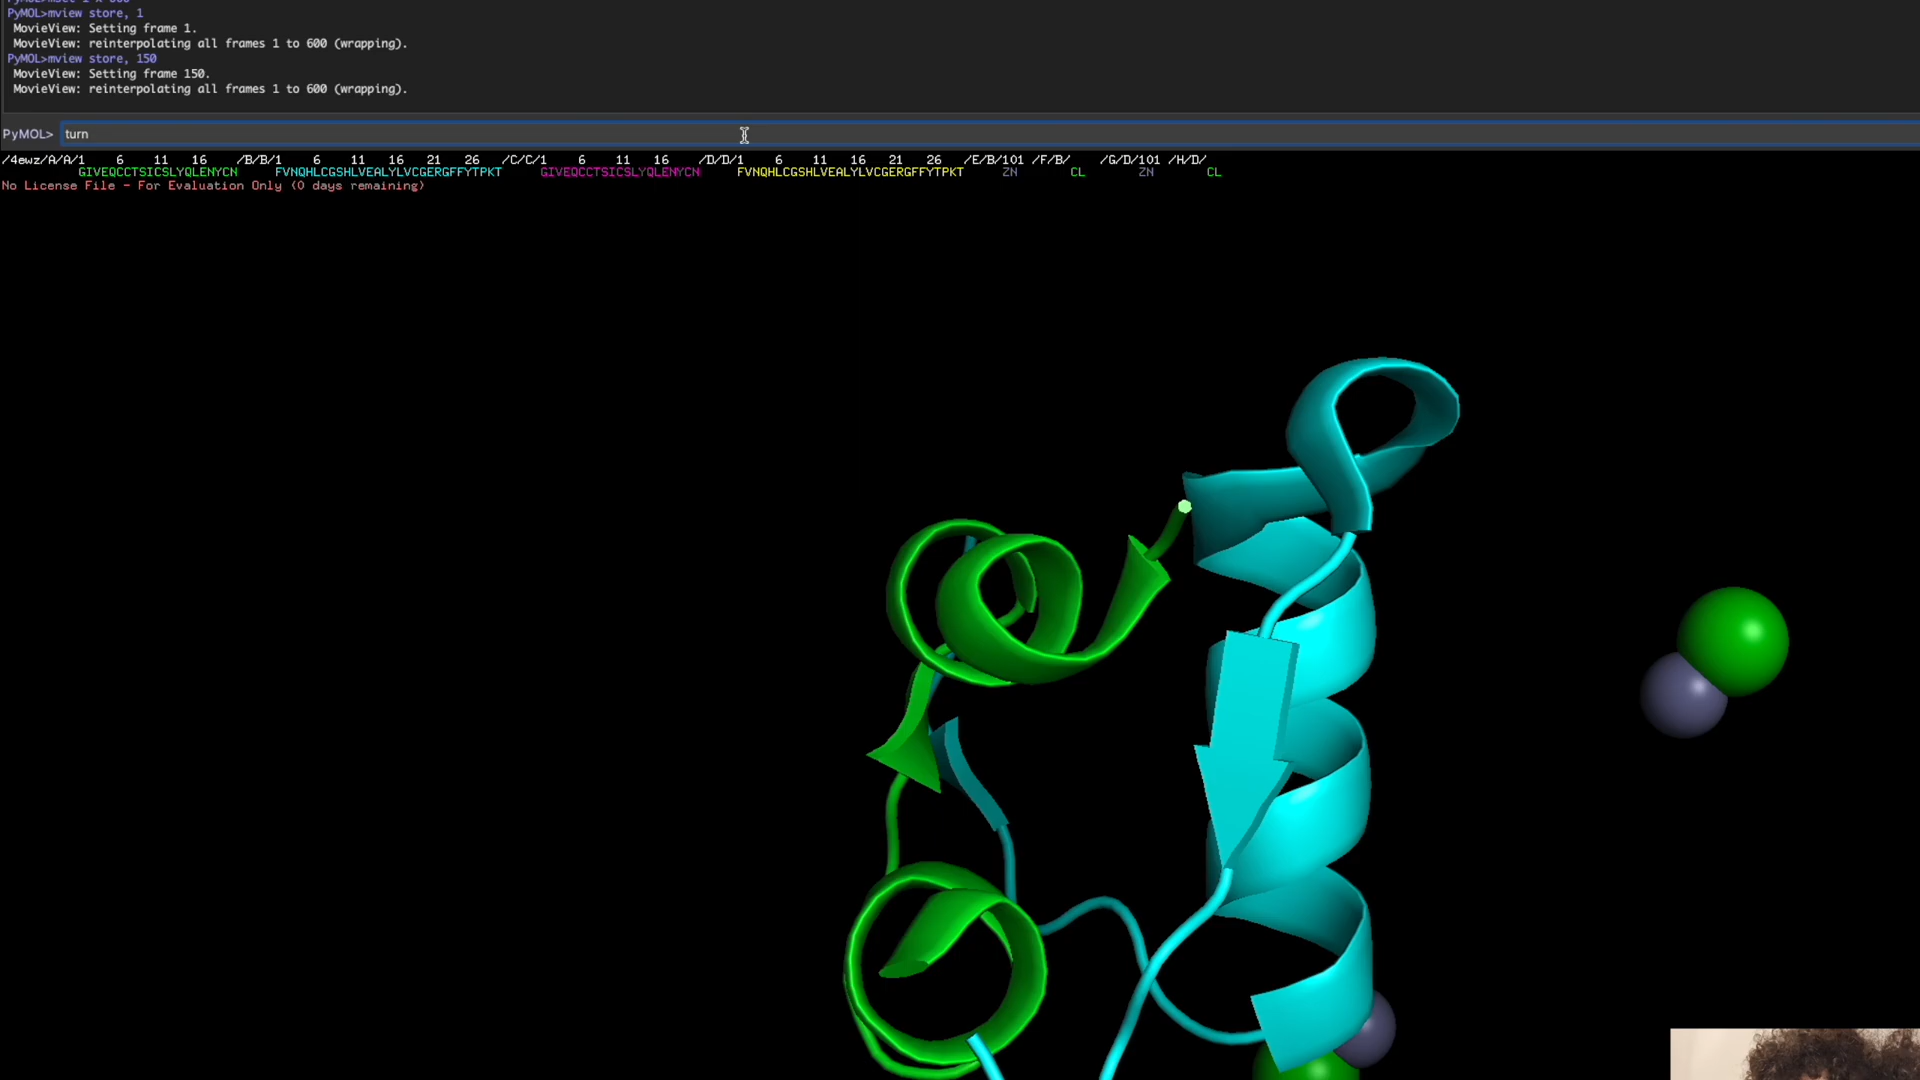 PyMOL>mview store, 1
MovieView: Setting frame 1.
MovieView: reinterpolating all frames 1 to 600 (wrapping).
PyMOL>mview store, 150
MovieView: Setting frame 150.
MovieView: reinterpolating all frames 1 to 600 (wrapping).
PyMOL> turn
/4ewz/A/A/1 6 11 16 /B/B/1 6 11 16 21 26 /C/C/1 6 11 16 /D/D/1 6 11 16 21 26 /E/B/101 /F/B/ /G/D/101 /H/D/
GIVEQCCTSICSLYQLENYCN FVNQHLCGSHLVEALYLVCGERGFFYTPKT GIVEQCCTSICSLYQLENYCN FVNQHLCGSHLVEALYLVCGERGFFYTPKT ZN CL ZN CL
No License File - For Evaluation Only (0 days remaining)